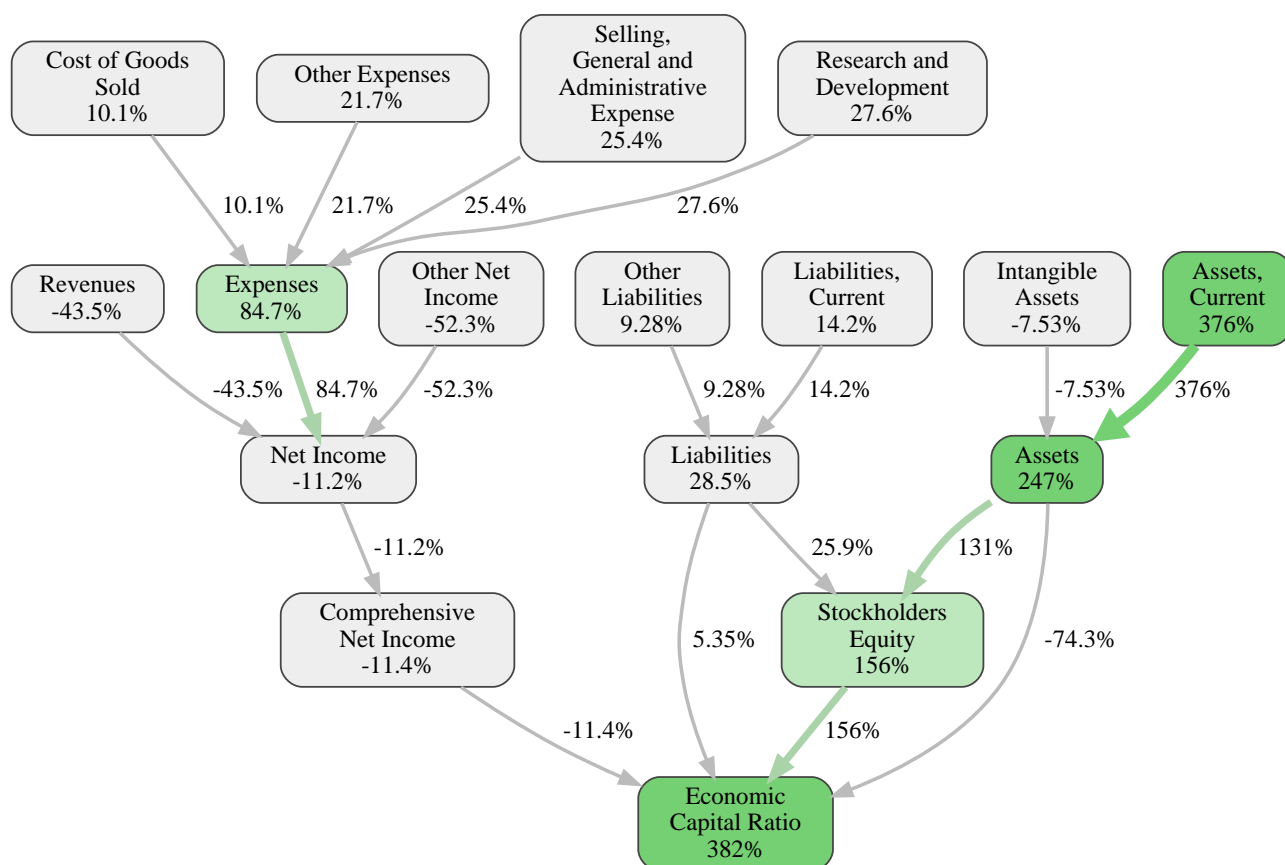 Cost of Goods
Sold
10.1%
Other Expenses
21.7%
Selling,
General and
Administrative
Expense
25.4%
Research and
Development
27.6%
10.1%
21.7%
25.4%
27.6%
Revenues
-43.5%
Expenses
84.7%
Other Net
Income
-52.3%
Other
Liabilities
9.28%
Liabilities,
Current
14.2%
Intangible
Assets
-7.53%
Assets,
Current
376%
-43.5%
84.7%
-52.3%
9.28%
14.2%
-7.53%
376%
Net Income
-11.2%
Liabilities
28.5%
Assets
247%
-11.2%
25.9%
131%
Comprehensive
Net Income
-11.4%
5.35%
Stockholders
Equity
156%
-74.3%
-11.4%
156%
Economic
Capital Ratio
382%